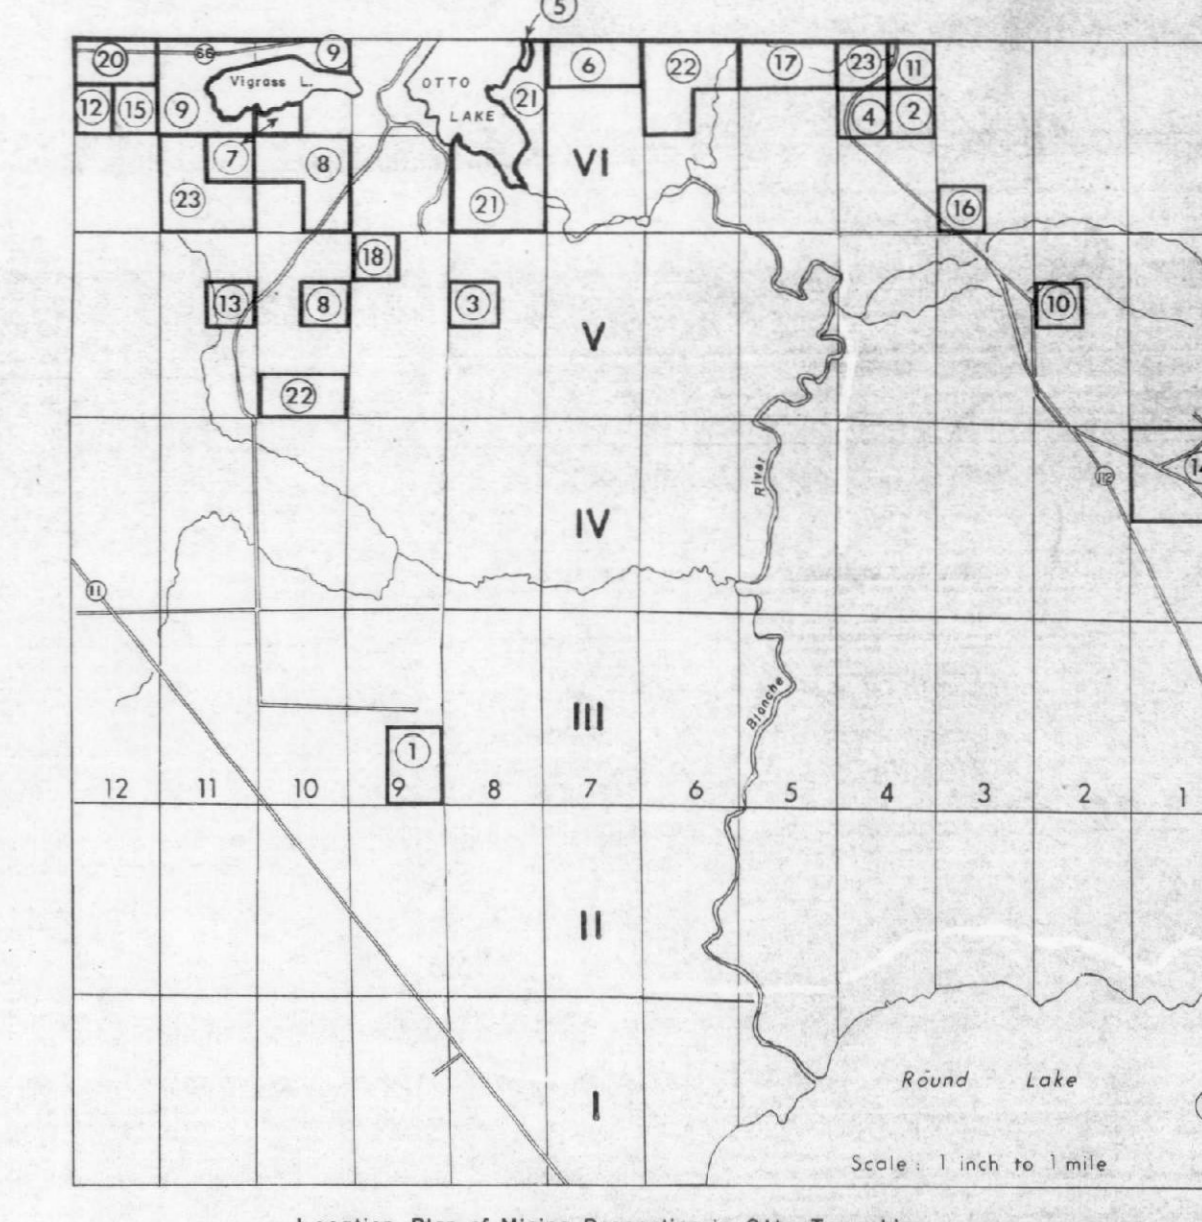 5
20 66 9 6 22 17 23 11
Vigrass L. OTTO
12 15 9 21 4 2
LAKE
7 8 VI
23 21 16
18
13 8 3 10
V
22
River 14
112
IV
11
Blanche
III
1
12 11 10 9 8 7 6 5 4 3 2 1
II
Round Lake
I
Scale : 1 inch to 1 mile